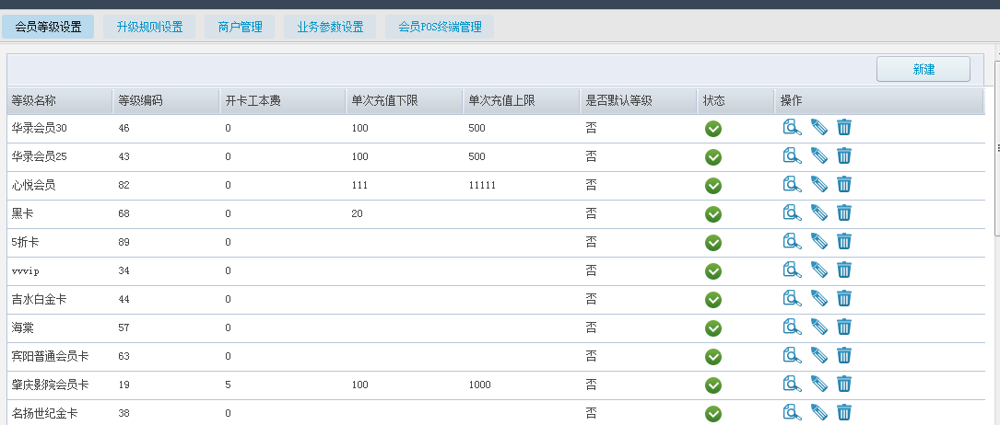 会员等级设置 升级规则设置 商户管理 业务参数设置 会员POS终端管理
新建
等级名称 等级编码 开卡工本费 单次充值下限 单次充值上限 是否默认等级 状态 操作
华录会员30 46 0 100 500 否
华录会员25 43 0 100 500 否
心悦会员 82 0 111 11111 否
黑卡 68 0 20 否
5折卡 89 0 否
vvvip 34 0 否
吉水白金卡 44 0 否
海棠 57 0 否
宾阳普通会员卡 63 0 否
肇庆影院会员卡 19 5 100 1000 否
名扬世纪金卡 38 0 否